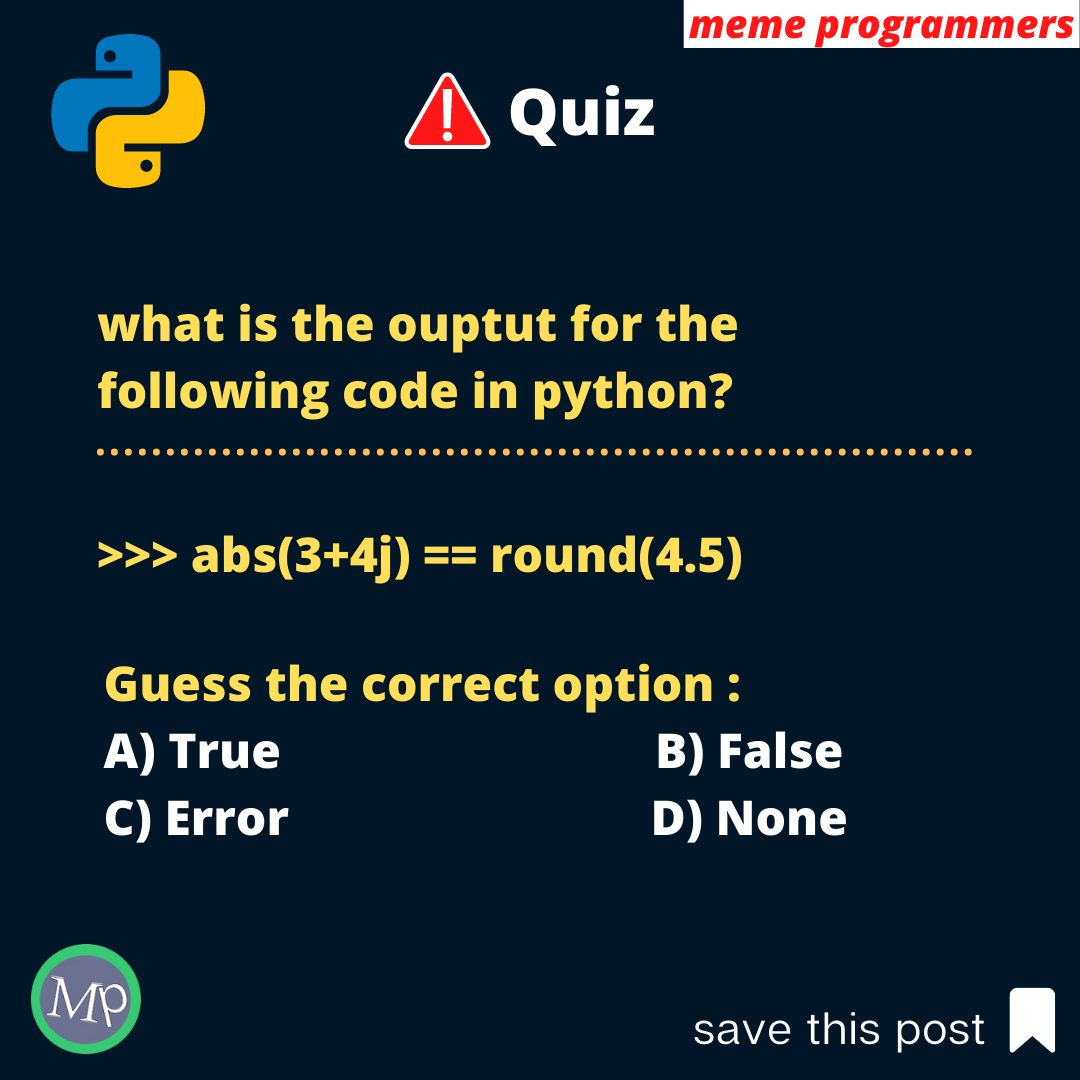 meme programmers
Quiz
what is the ouptut for the
following code in python?
>>> abs(3+4j) == round(4.5)
Guess the correct option :
A) True B) False
C) Error D) None
Mp
save this post